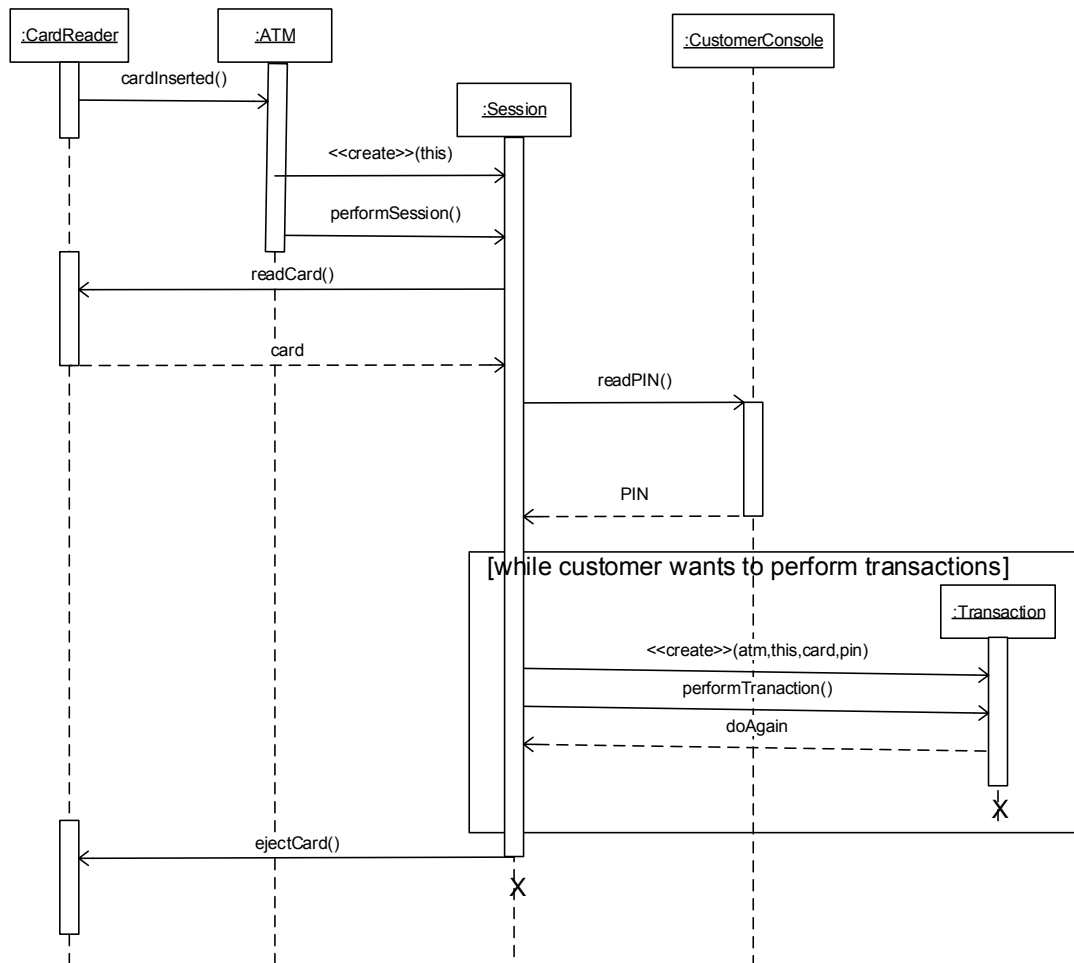 :CardReader
:ATM
:CustomerConsole
cardInserted()
:Session
<<create>>(this)
performSession()
readCard()
card
readPIN()
PIN
[while customer wants to perform transactions]
:Transaction
<<create>>(atm,this,card,pin)
performTranaction()
doAgain
X
ejectCard()
X